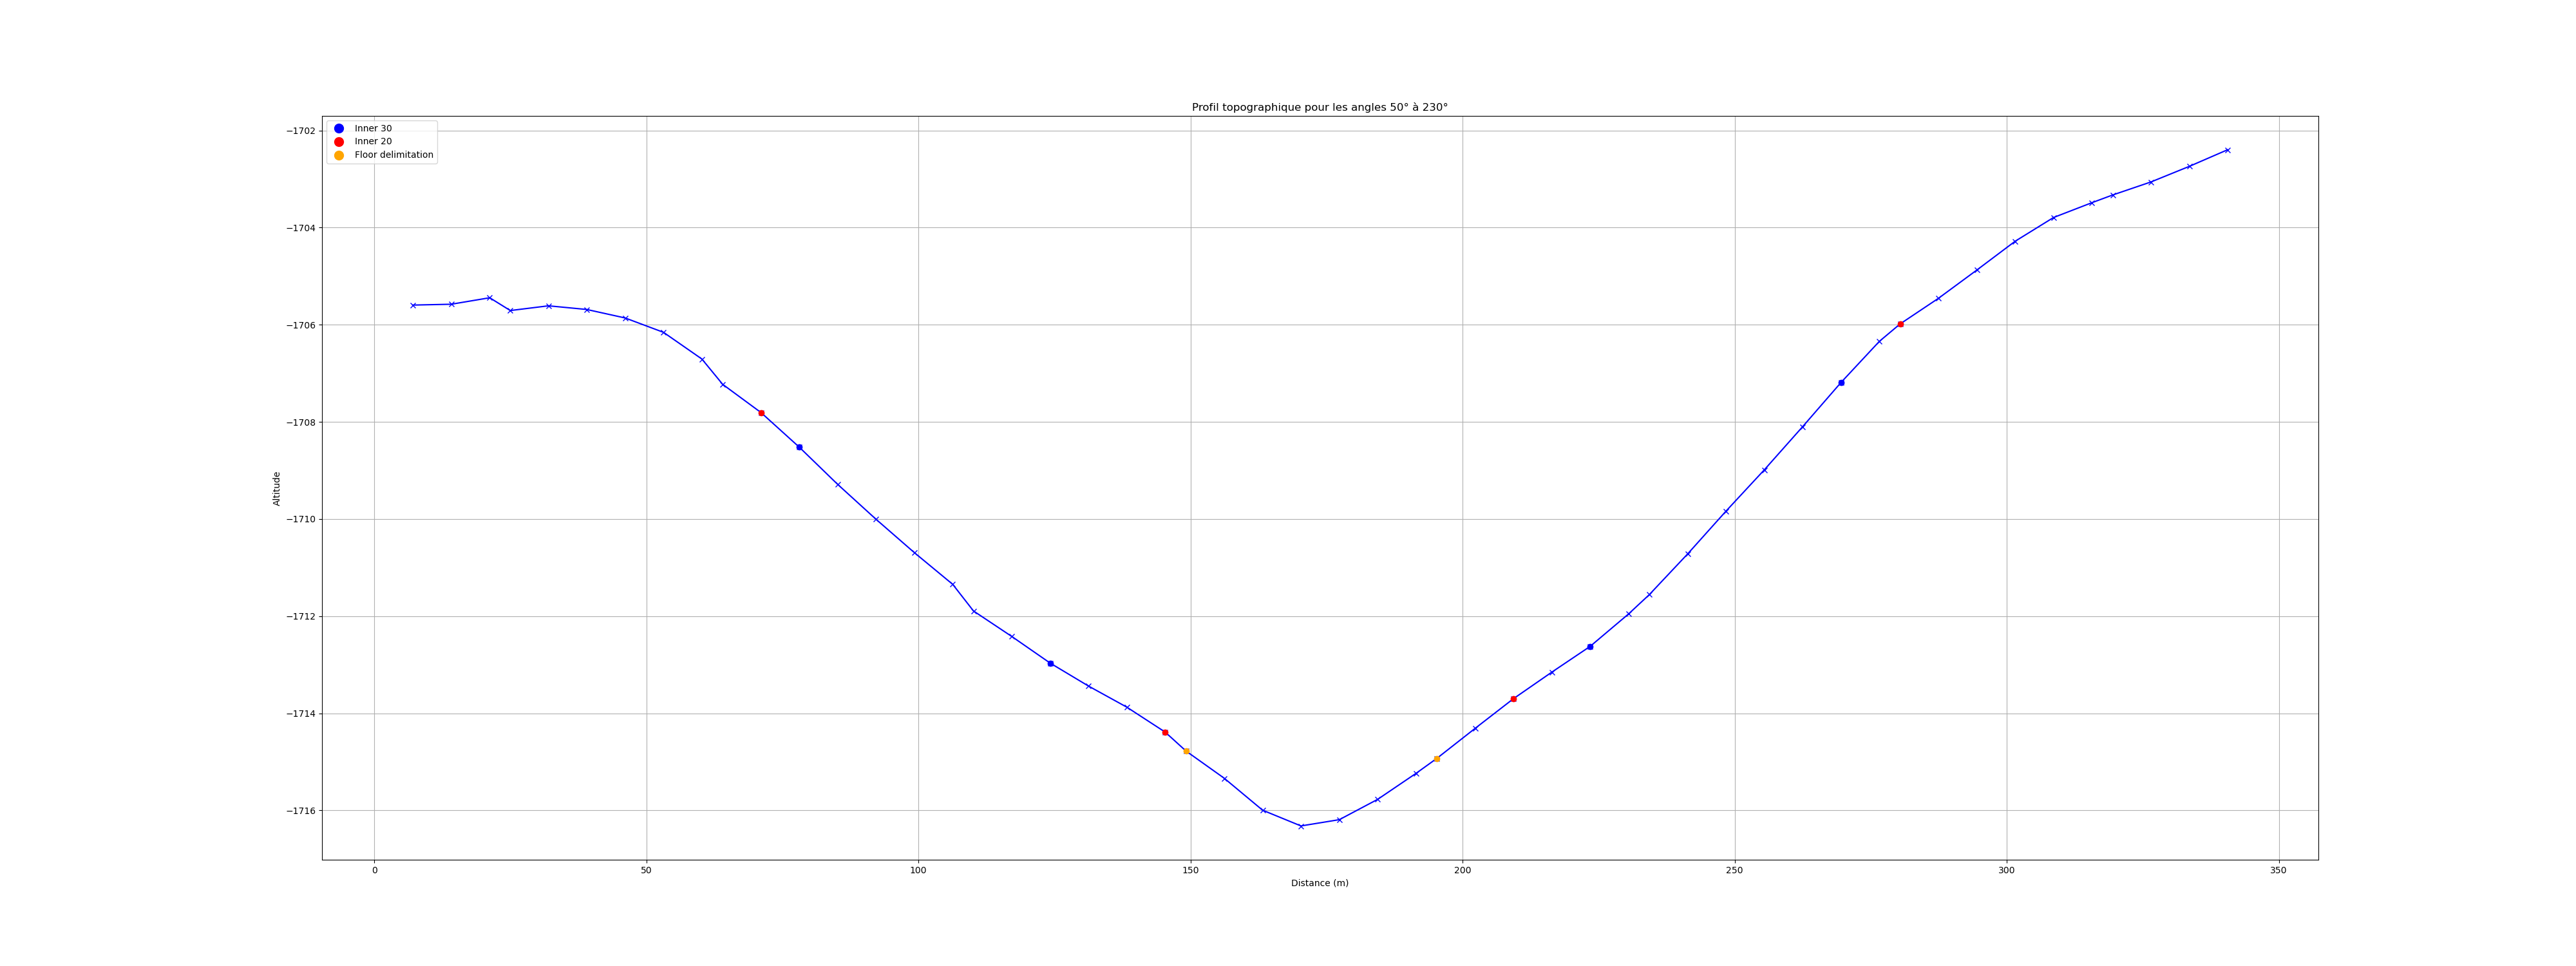 Profil topographique pour les angles 50° à 230°
Inner 30
Inner 20
Floor delimitation
−1702
−1704
−1706
−1708
−1710
−1712
−1714
−1716
Altitude
0 50 100 150 200 250 300 350
Distance (m)